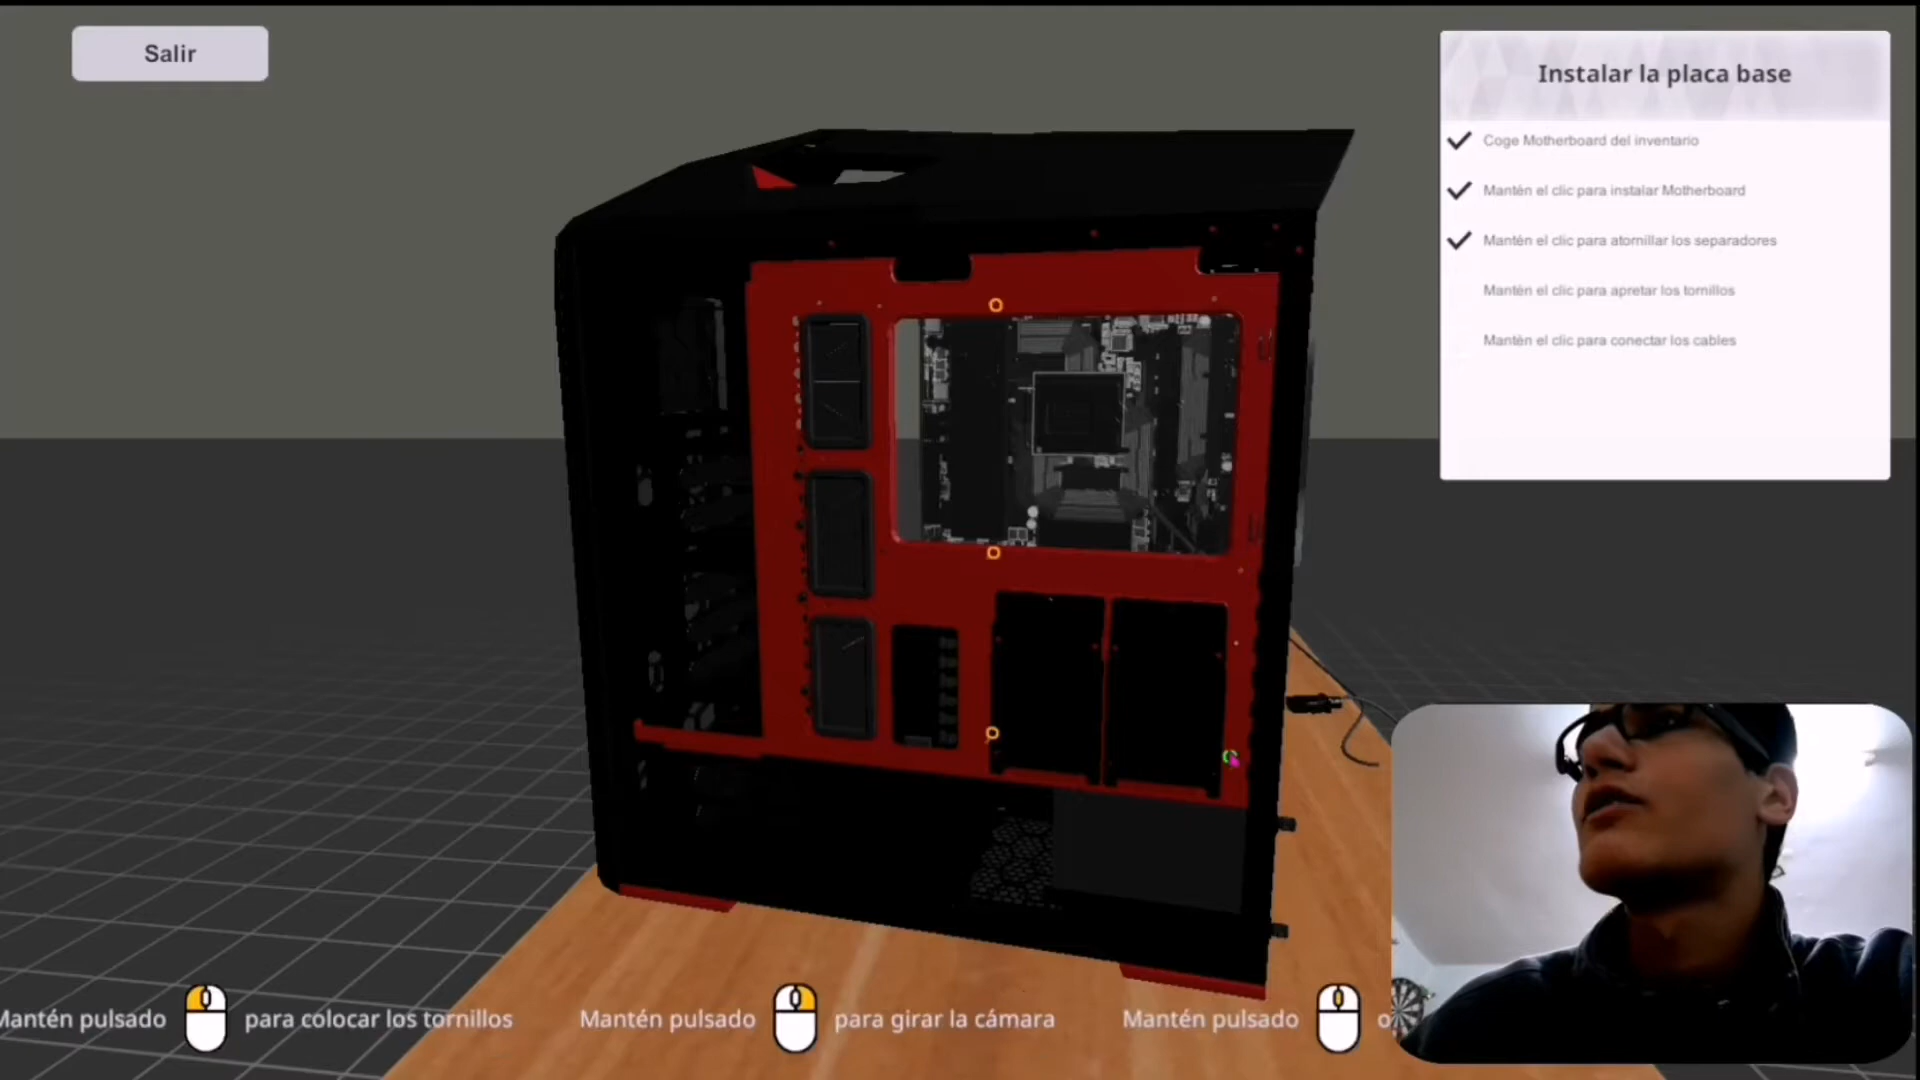 Salir
Instalar la placa base
Coge Motherboard del inventario
Mantén el clic para instalar Motherboard
Mantén el clic para atornillar los separadores
Mantén el clic para apretar los tornillos
Mantén el clic para conectar los cables
Mantén pulsado para colocar los tornillos
Mantén pulsado para girar la cámara
Mantén pulsado